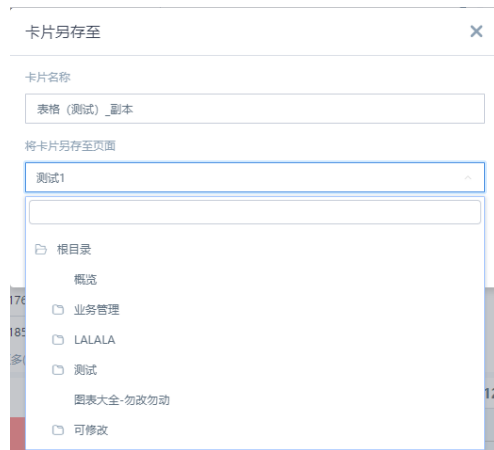 卡片另存至
卡片名称
表格（测试）_副本
将卡片另存至页面
测试1
根目录
概览
业务管理
LALALA
测试
图表大全-勿改勿动
可修改